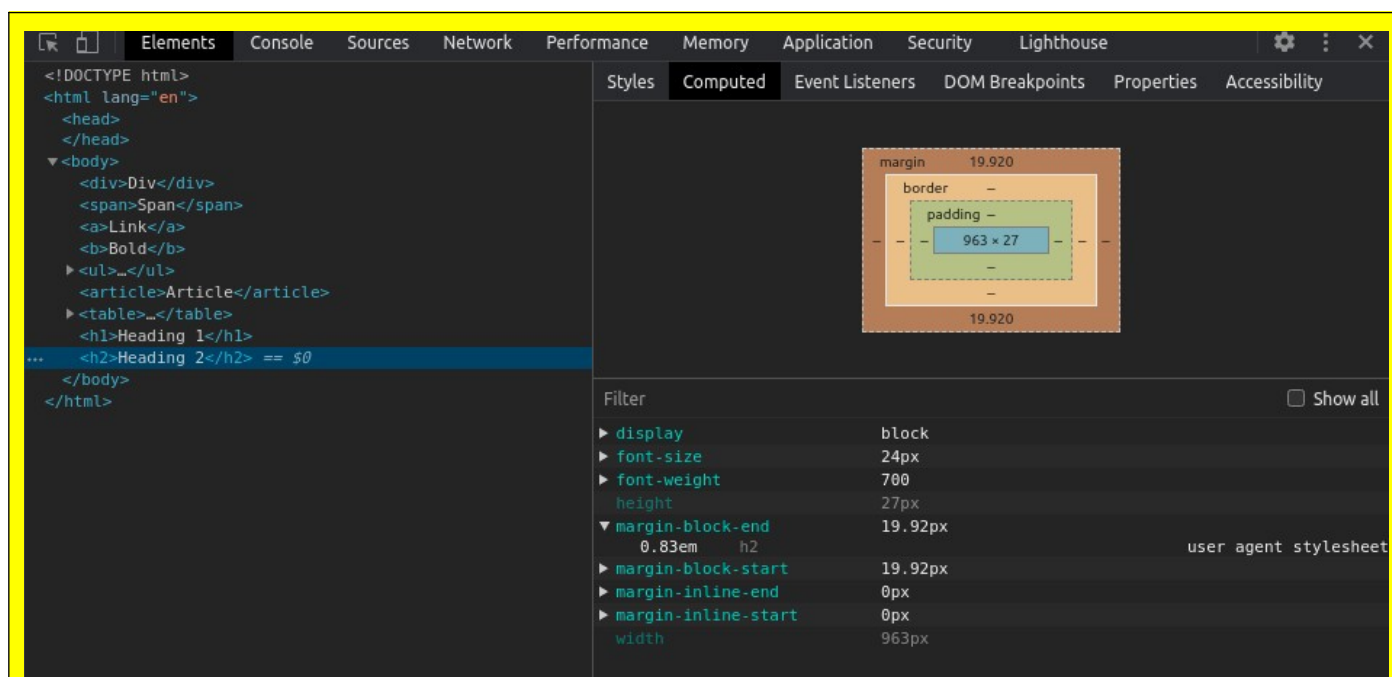 Elements Console Sources Network Performance Memory Application Security Lighthouse
<!DOCTYPE html>
<html lang="en">
<head>
</head>
<body>
<div>Div</div>
<span>Span</span>
<a>Link</a>
<b>Bold</b>
<ul>…</ul>
<article>Article</article>
<table>…</table>
<h1>Heading 1</h1>
<h2>Heading 2</h2> == $0
</body>
</html>
Styles Computed Event Listeners DOM Breakpoints Properties Accessibility
margin 19.920
border –
padding –
– – – 963 × 27 – – –
–
–
19.920
Filter Show all
display block
font-size 24px
font-weight 700
height 27px
margin-block-end 19.92px
0.83em h2 user agent stylesheet
margin-block-start 19.92px
margin-inline-end 0px
margin-inline-start 0px
width 963px